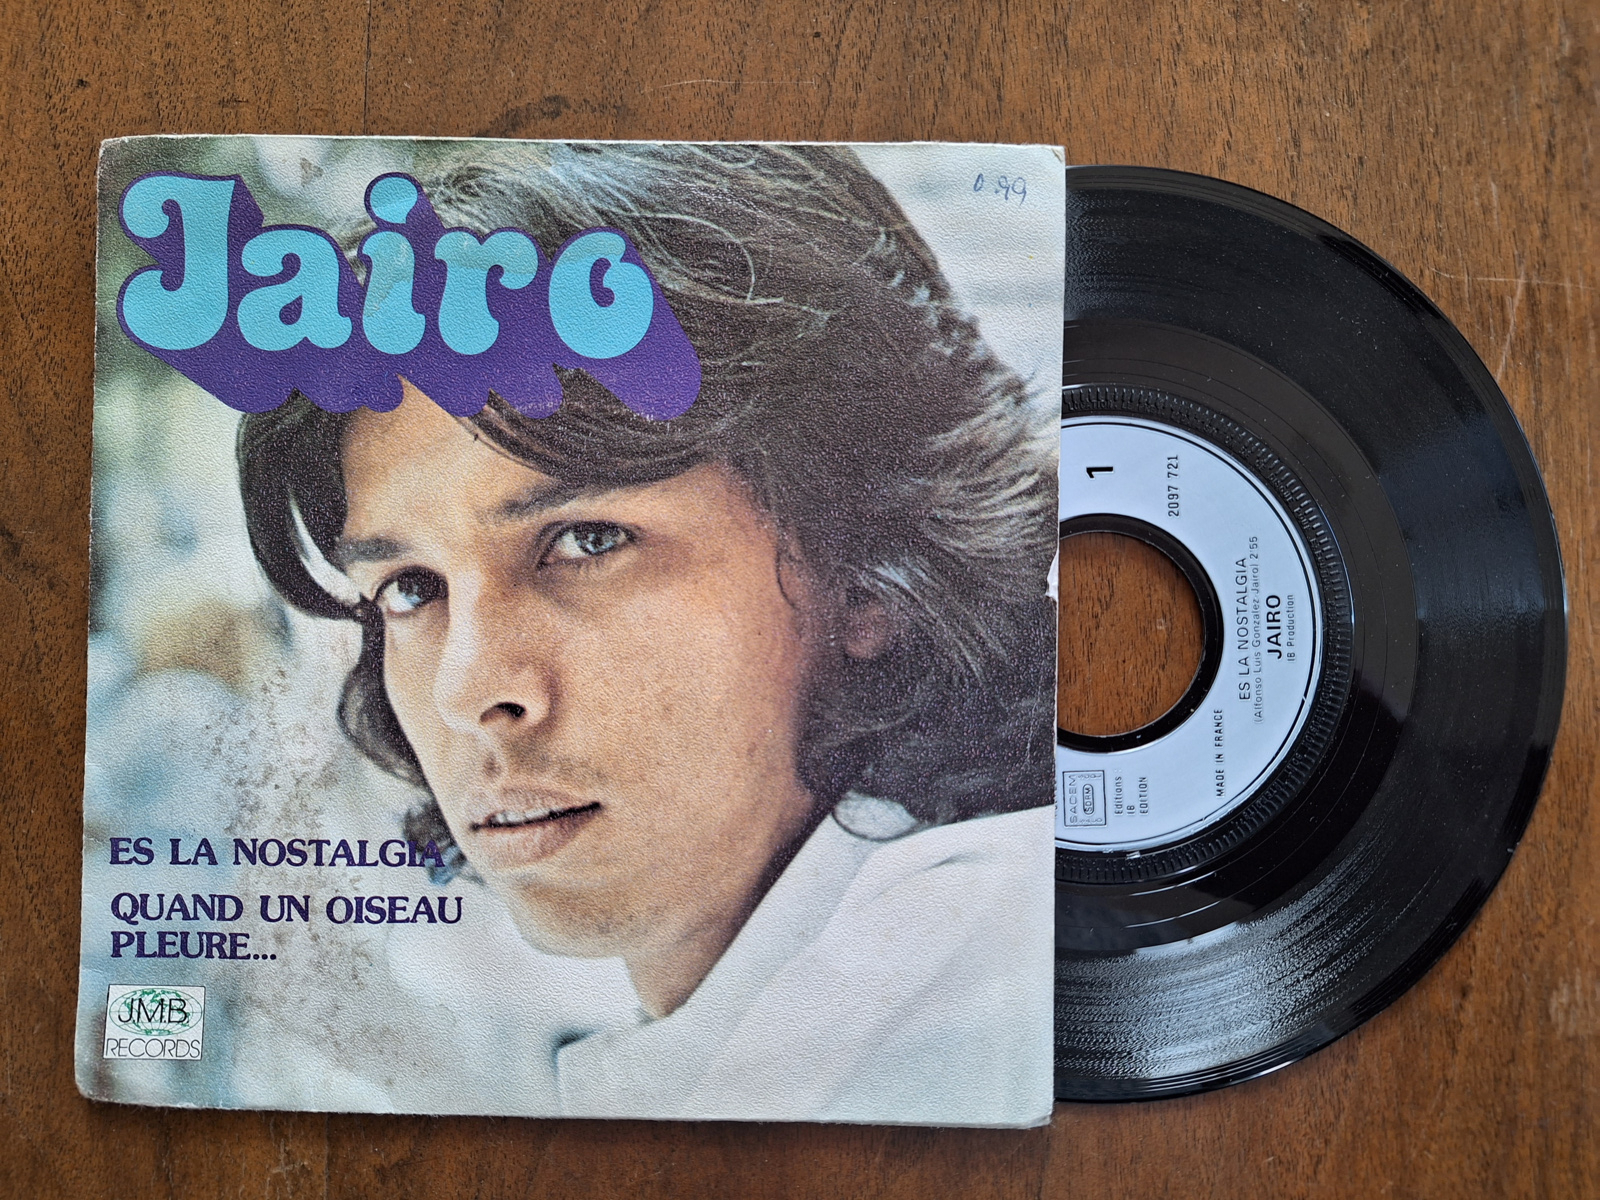 Jairo
0.99
ES LA NOSTALGIA
QUAND UN OISEAU
PLEURE...
J.M.B.
RECORDS
1
2097 721
ES LA NOSTALGIA
(Alfonso Luis Gonzalez Jairo) 2'55
JAIRO
IB Production
MADE IN FRANCE
SACEM
SDRM
Editions
IB
EDITION